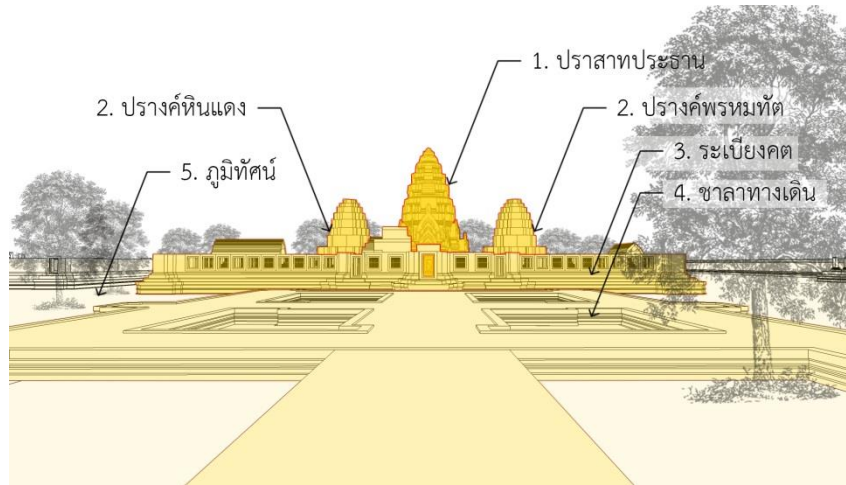 1. ปราสาทประธาน
2. ปรางค์หินแดง
2. ปรางค์พรหมทัต
3. ระเบียงคต
5. ภูมิทัศน์
4. ชาลาทางเดิน